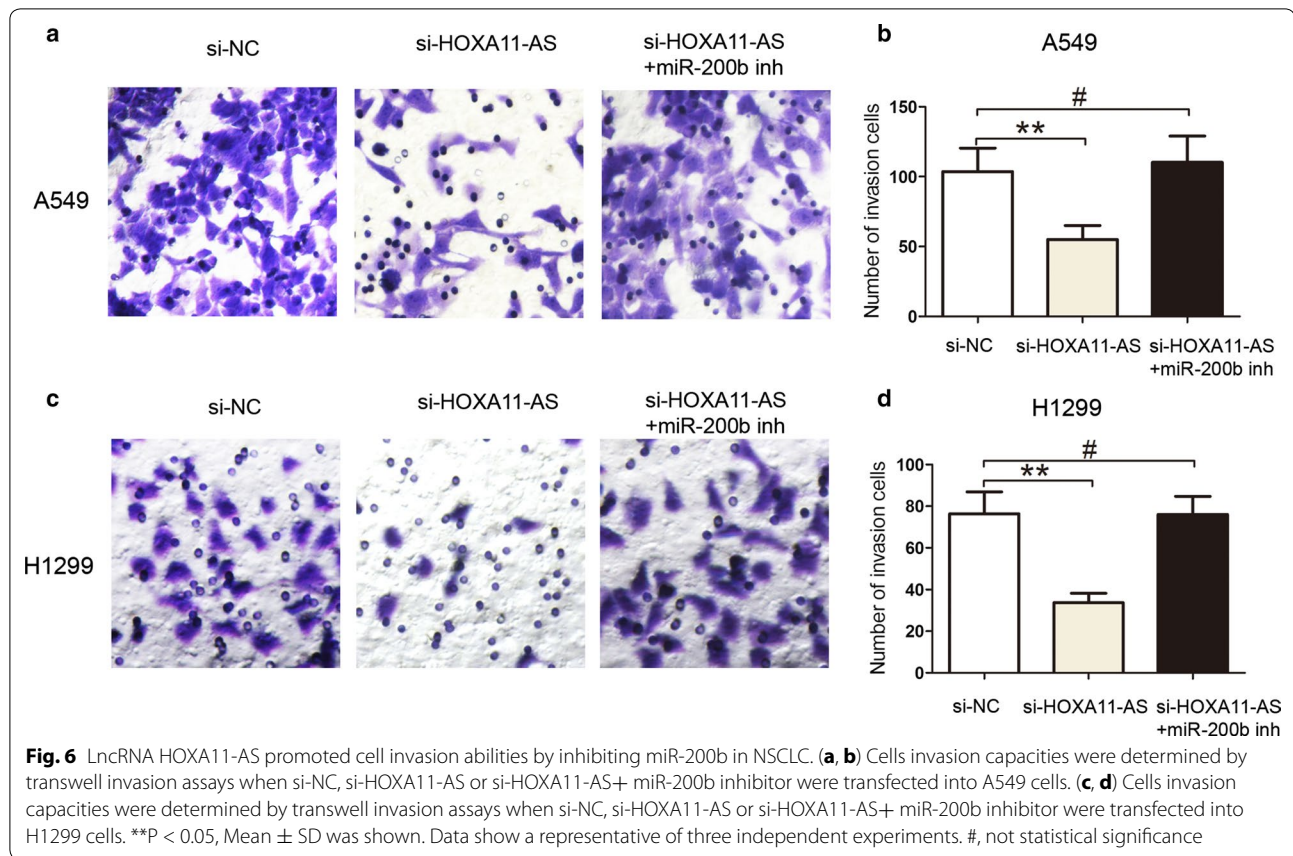 a
si-NC
si-HOXA11-AS
si-HOXA11-AS
+miR-200b inh
A549
b
A549
Number of invasion cells
150
100
50
0
#
**
si-NC
si-HOXA11-AS
si-HOXA11-AS
+miR-200b inh
c
si-NC
si-HOXA11-AS
si-HOXA11-AS
+miR-200b inh
H1299
d
H1299
Number of invasion cells
100
80
60
40
20
0
#
**
si-NC
si-HOXA11-AS
si-HOXA11-AS
+miR-200b inh
Fig. 6 LncRNA HOXA11-AS promoted cell invasion abilities by inhibiting miR-200b in NSCLC. (a, b) Cells invasion capacities were determined by
transwell invasion assays when si-NC, si-HOXA11-AS or si-HOXA11-AS+ miR-200b inhibitor were transfected into A549 cells. (c, d) Cells invasion
capacities were determined by transwell invasion assays when si-NC, si-HOXA11-AS or si-HOXA11-AS+ miR-200b inhibitor were transfected into
H1299 cells. **P < 0.05, Mean ± SD was shown. Data show a representative of three independent experiments. #, not statistical significance